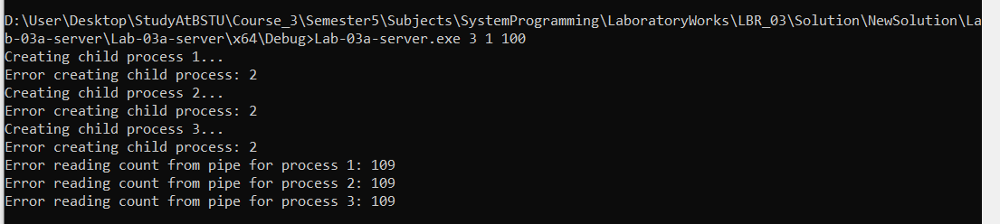 D:\User\Desktop\StudyAtBSTU\Course_3\Semester5\Subjects\SystemProgramming\LaboratoryWorks\LBR_03\Solution\NewSolution\La
b-03a-server\Lab-03a-server\x64\Debug>Lab-03a-server.exe 3 1 100
Creating child process 1...
Error creating child process: 2
Creating child process 2...
Error creating child process: 2
Creating child process 3...
Error creating child process: 2
Error reading count from pipe for process 1: 109
Error reading count from pipe for process 2: 109
Error reading count from pipe for process 3: 109